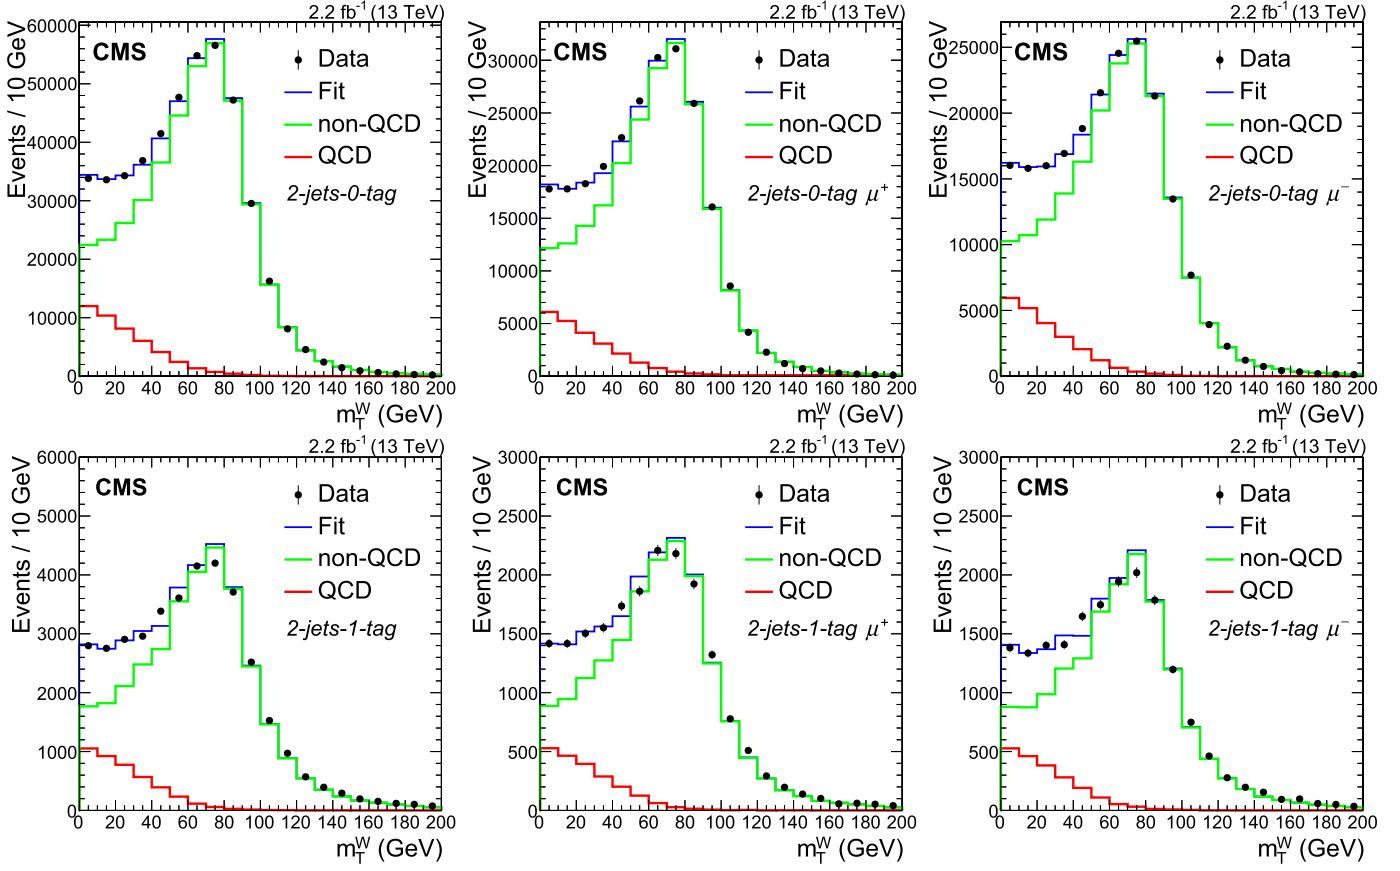 2.2 fb-1 (13 TeV)
Events / 10 GeV
60000
50000
40000
30000
20000
10000
0
CMS
Data
Fit
non-QCD
QCD
2-jets-0-tag
0 20 40 60 80 100 120 140 160 180 200
mTW (GeV)
2.2 fb-1 (13 TeV)
Events / 10 GeV
30000
25000
20000
15000
10000
5000
0
CMS
Data
Fit
non-QCD
QCD
2-jets-0-tag μ+
0 20 40 60 80 100 120 140 160 180 200
mTW (GeV)
2.2 fb-1 (13 TeV)
Events / 10 GeV
25000
20000
15000
10000
5000
0
CMS
Data
Fit
non-QCD
QCD
2-jets-0-tag μ−
0 20 40 60 80 100 120 140 160 180 200
mTW (GeV)
2.2 fb-1 (13 TeV)
Events / 10 GeV
6000
5000
4000
3000
2000
1000
0
CMS
Data
Fit
non-QCD
QCD
2-jets-1-tag
0 20 40 60 80 100 120 140 160 180 200
mTW (GeV)
2.2 fb-1 (13 TeV)
Events / 10 GeV
3000
2500
2000
1500
1000
500
0
CMS
Data
Fit
non-QCD
QCD
2-jets-1-tag μ+
0 20 40 60 80 100 120 140 160 180 200
mTW (GeV)
2.2 fb-1 (13 TeV)
Events / 10 GeV
3000
2500
2000
1500
1000
500
0
CMS
Data
Fit
non-QCD
QCD
2-jets-1-tag μ−
0 20 40 60 80 100 120 140 160 180 200
mTW (GeV)